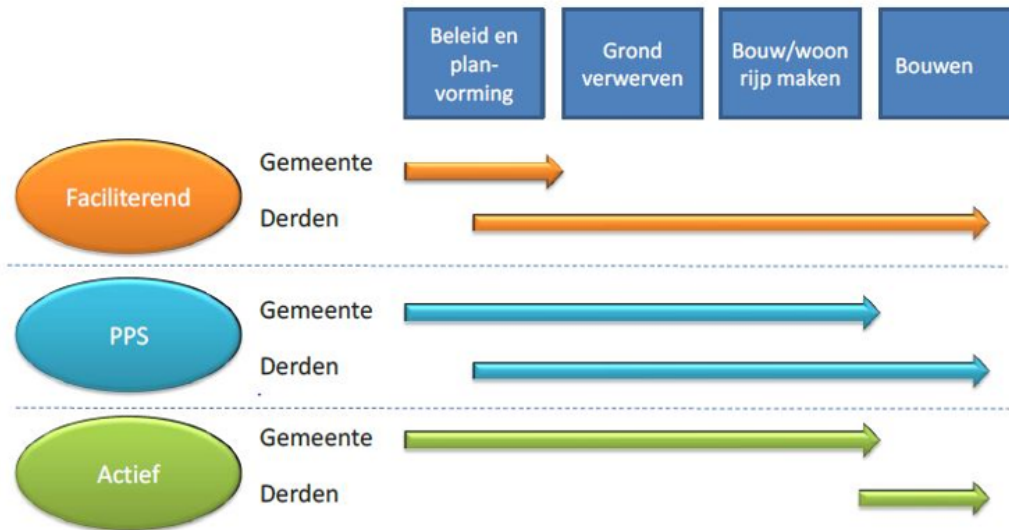 Beleid en
plan-
vorming
Grond
verwerven
Bouw/woon
rijp maken
Bouwen
Faciliterend
Gemeente
Derden
PPS
Gemeente
Derden
Actief
Gemeente
Derden